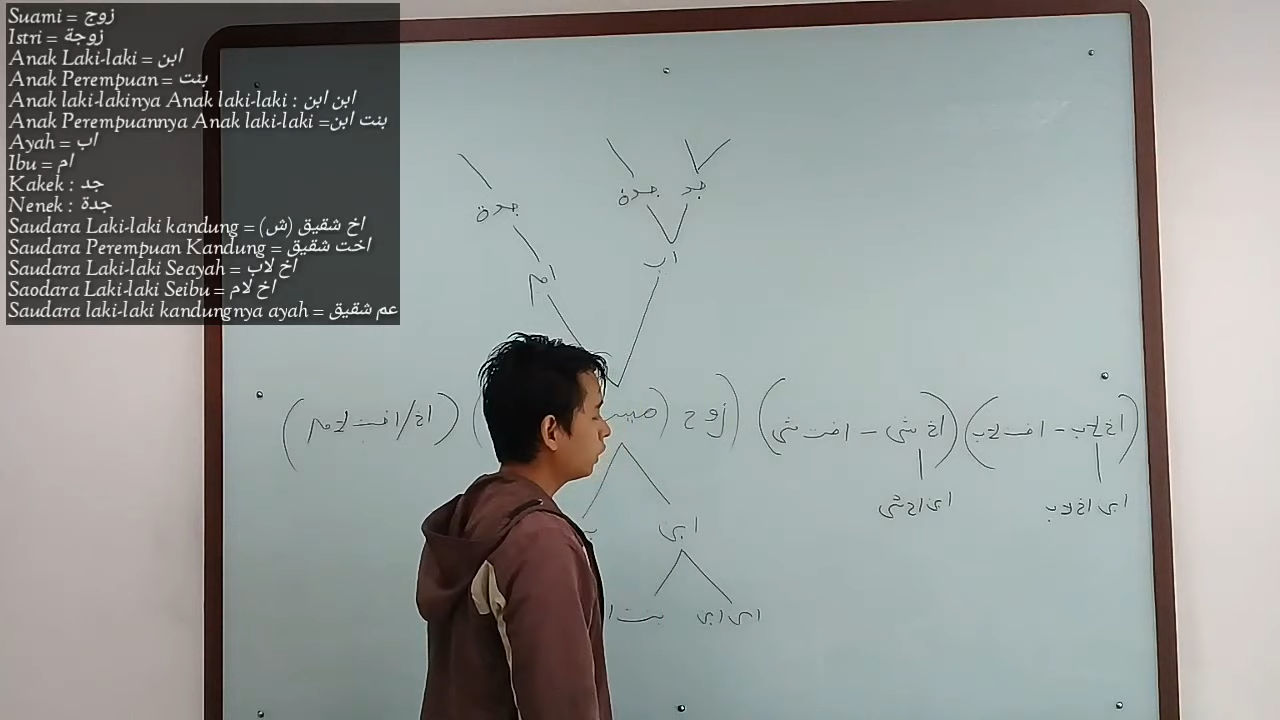 Suami = زوج
Istri = زوجة
Anak Laki-laki = ابن
Anak Perempuan = بنت
Anak laki-lakinya Anak laki-laki : ابن ابن
Anak Perempuannya Anak laki-laki =بنت ابن
Ayah = اب
Ibu = ام
Kakek : جد
Nenek : جدة
Saudara Laki-laki kandung = اخ شقيق (ش)
Saudara Perempuan Kandung = اخت شقيق
Saudara Laki-laki Seayah = اخ لاب
Saodara Laki-laki Seibu = اخ لام
Saudara laki-laki kandungnya ayah = عم شقيق
جد جدة جدة
اب ام
(اخ لاب - اخت لاب) (اخ ش - اخت ش) (زوج) (اخ/اخت لام)
ابن اخ لاب ابن اخ ش
ابن
ابن ابن بنت